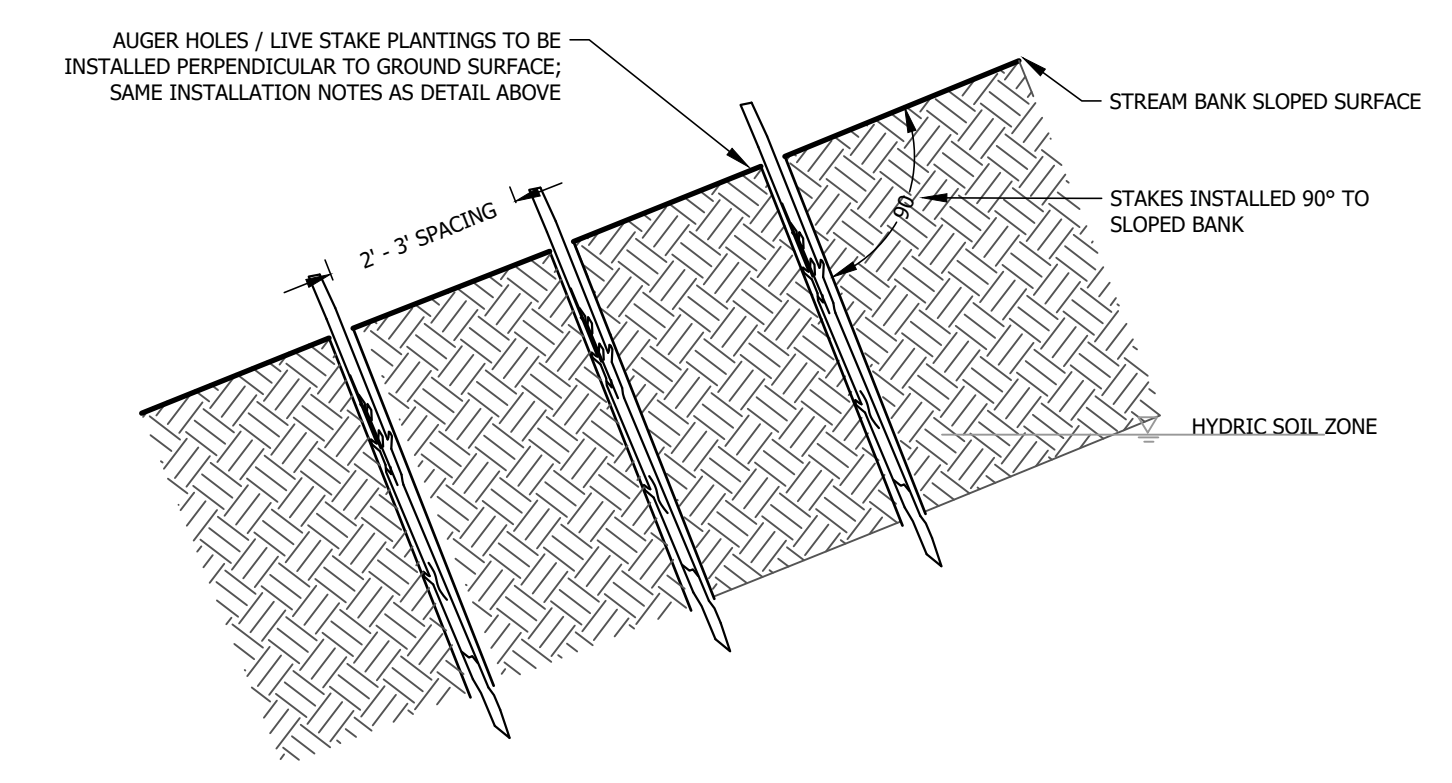 AUGER HOLES / LIVE STAKE PLANTINGS TO BE
INSTALLED PERPENDICULAR TO GROUND SURFACE;
SAME INSTALLATION NOTES AS DETAIL ABOVE
STREAM BANK SLOPED SURFACE
2' - 3' SPACING
90
STAKES INSTALLED 90° TO
SLOPED BANK
HYDRIC SOIL ZONE